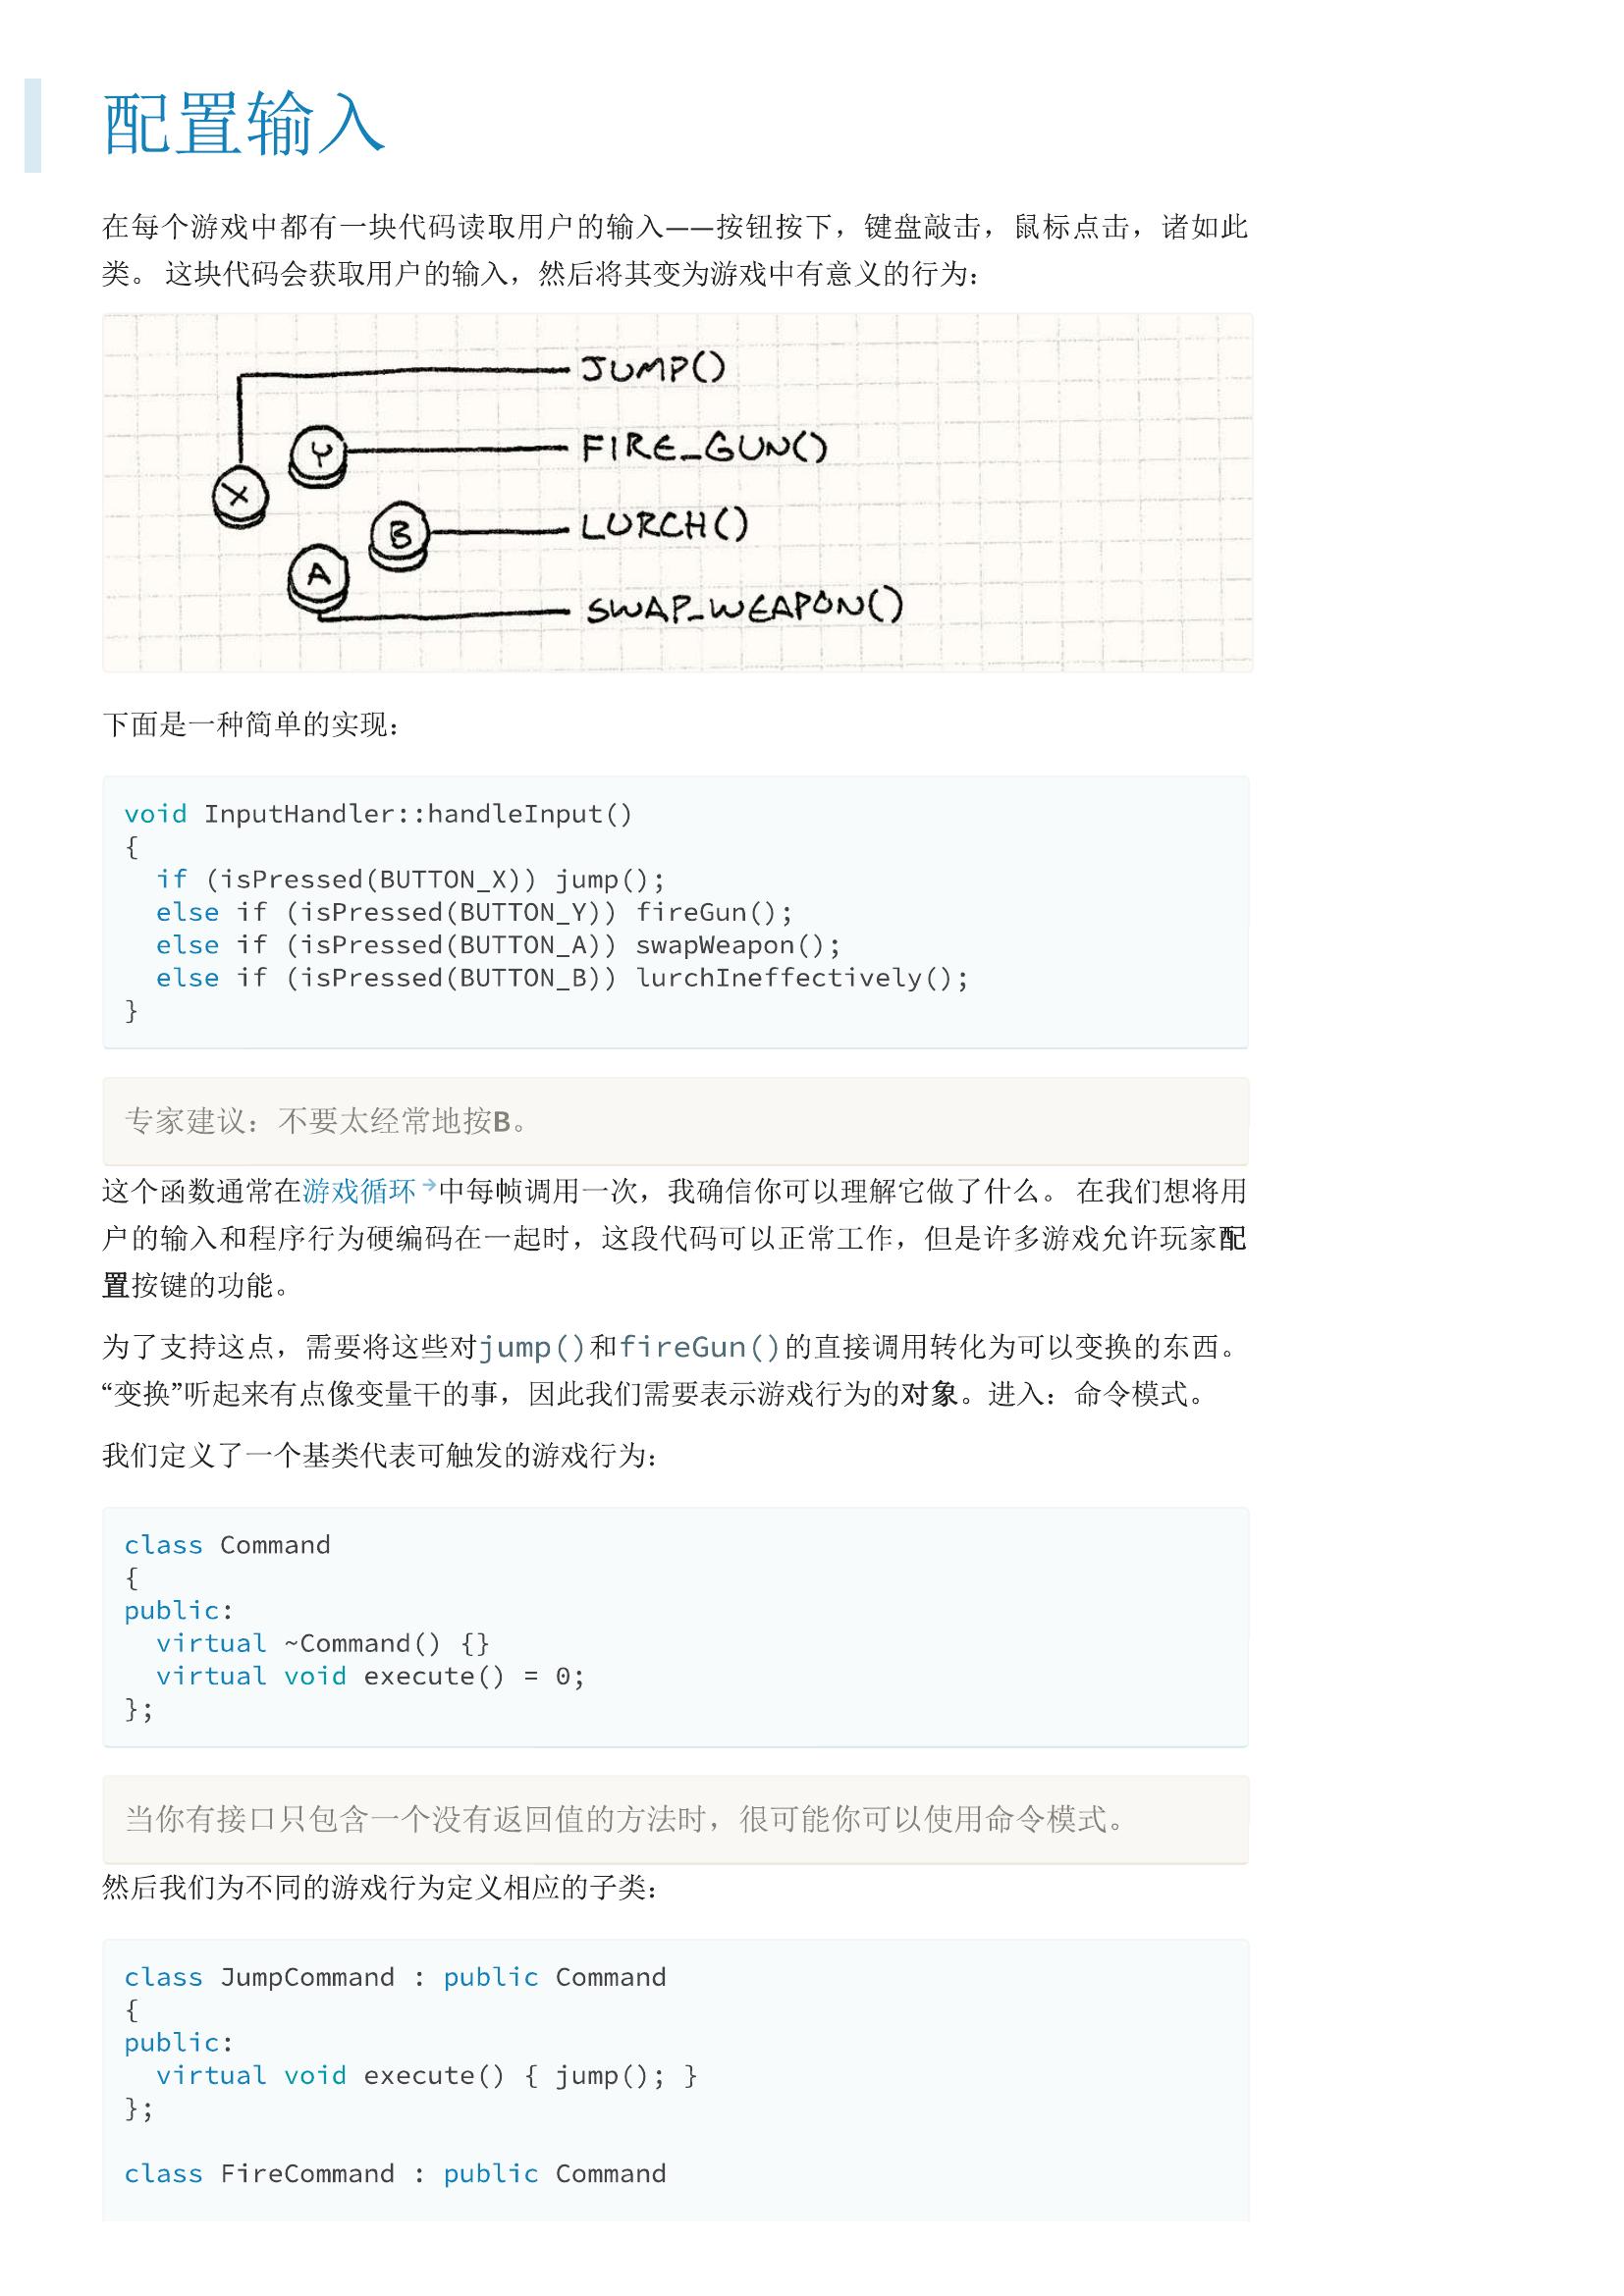 配置输入
在每个游戏中都有一块代码读取用户的输入——按钮按下，键盘敲击，鼠标点击，诸如此
类。 这块代码会获取用户的输入，然后将其变为游戏中有意义的行为：
JUMP()
Y FIRE_GUN()
X
B LURCH()
A
SWAP_WEAPON()
下面是一种简单的实现：
void InputHandler::handleInput()
{
  if (isPressed(BUTTON_X)) jump();
  else if (isPressed(BUTTON_Y)) fireGun();
  else if (isPressed(BUTTON_A)) swapWeapon();
  else if (isPressed(BUTTON_B)) lurchIneffectively();
}
专家建议：不要太经常地按B。
这个函数通常在游戏循环→中每帧调用一次，我确信你可以理解它做了什么。 在我们想将用
户的输入和程序行为硬编码在一起时，这段代码可以正常工作，但是许多游戏允许玩家配
置按键的功能。
为了支持这点，需要将这些对jump()和fireGun()的直接调用转化为可以变换的东西。
“变换”听起来有点像变量干的事，因此我们需要表示游戏行为的对象。进入：命令模式。
我们定义了一个基类代表可触发的游戏行为：
class Command
{
public:
  virtual ~Command() {}
  virtual void execute() = 0;
};
当你有接口只包含一个没有返回值的方法时，很可能你可以使用命令模式。
然后我们为不同的游戏行为定义相应的子类：
class JumpCommand : public Command
{
public:
  virtual void execute() { jump(); }
};
class FireCommand : public Command